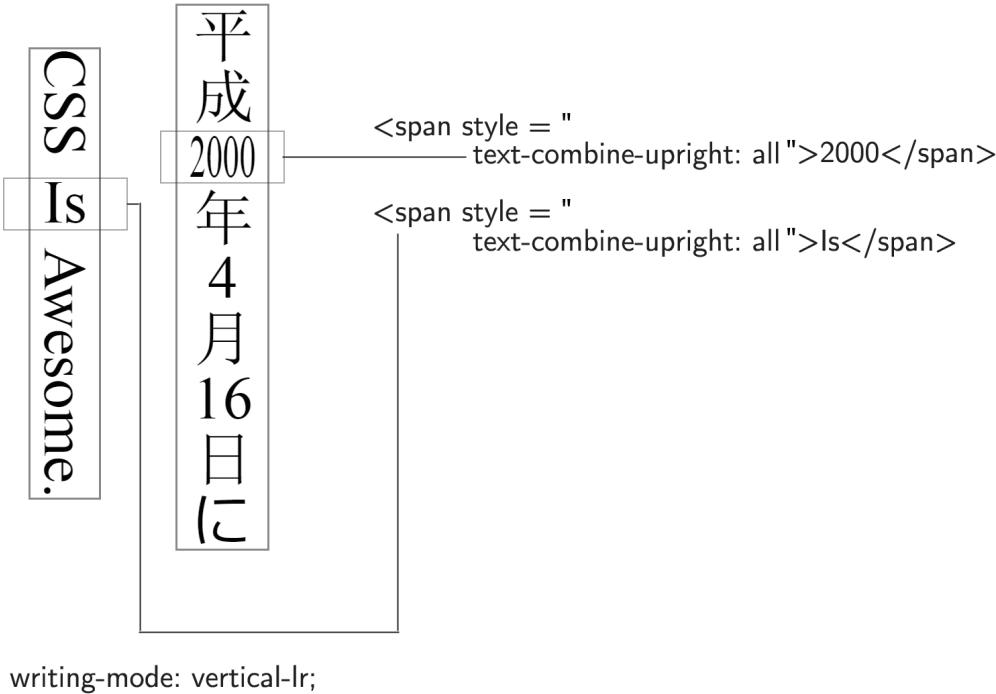 CSS Is Awesome.
平成2000年4月16日に
<span style = "
text-combine-upright: all ">2000</span>
<span style = "
text-combine-upright: all ">Is</span>
writing-mode: vertical-lr;